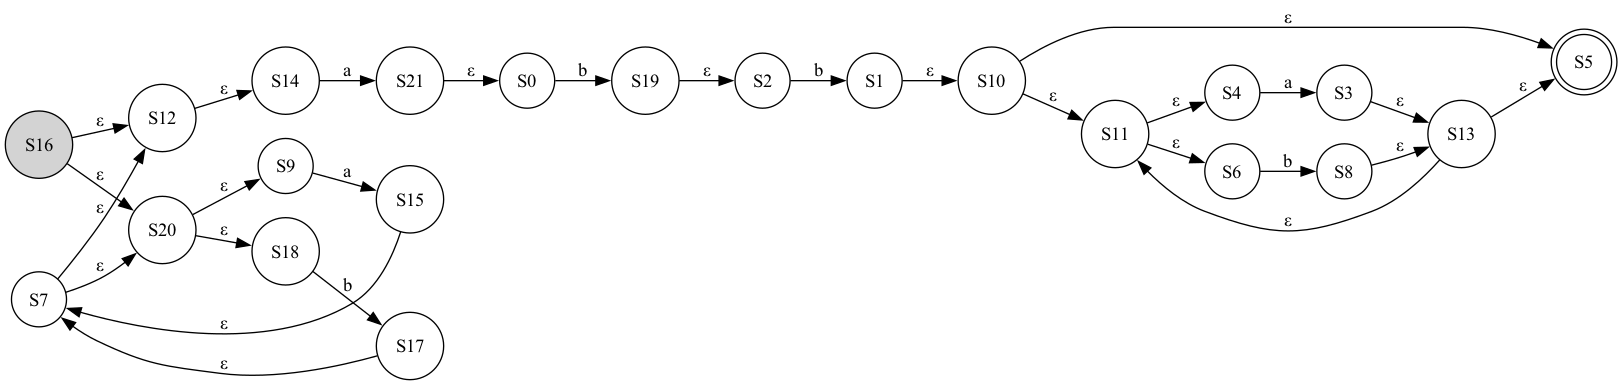 ε
S5
S14 a S21 ε S0 b S19 ε S2 b S1 ε S10
ε S4 a S3 ε
ε
ε
S12
ε
S11
S13
S16
ε
ε
S6 b S8
ε
S9
a
S15
ε
ε
ε
S20
ε
S18
ε
ε
b
S7
ε
S17
ε